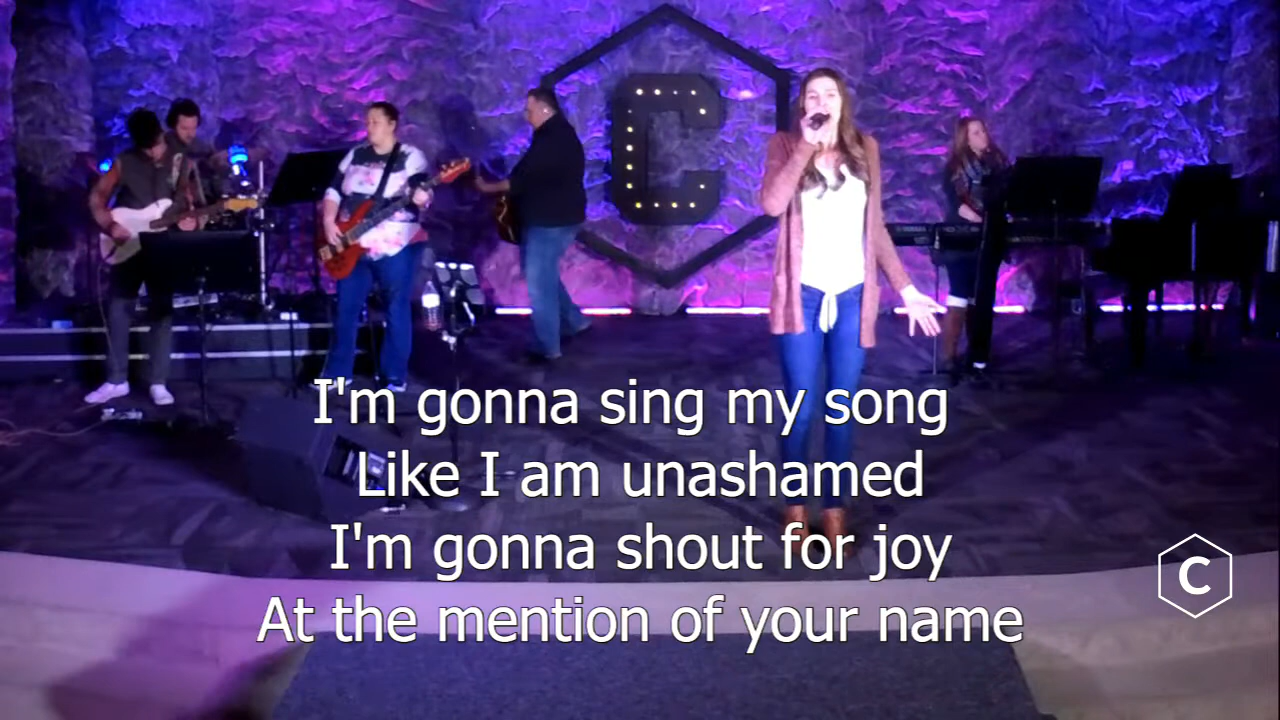 C
I'm gonna sing my song
Like I am unashamed
I'm gonna shout for joy
C
At the mention of your name